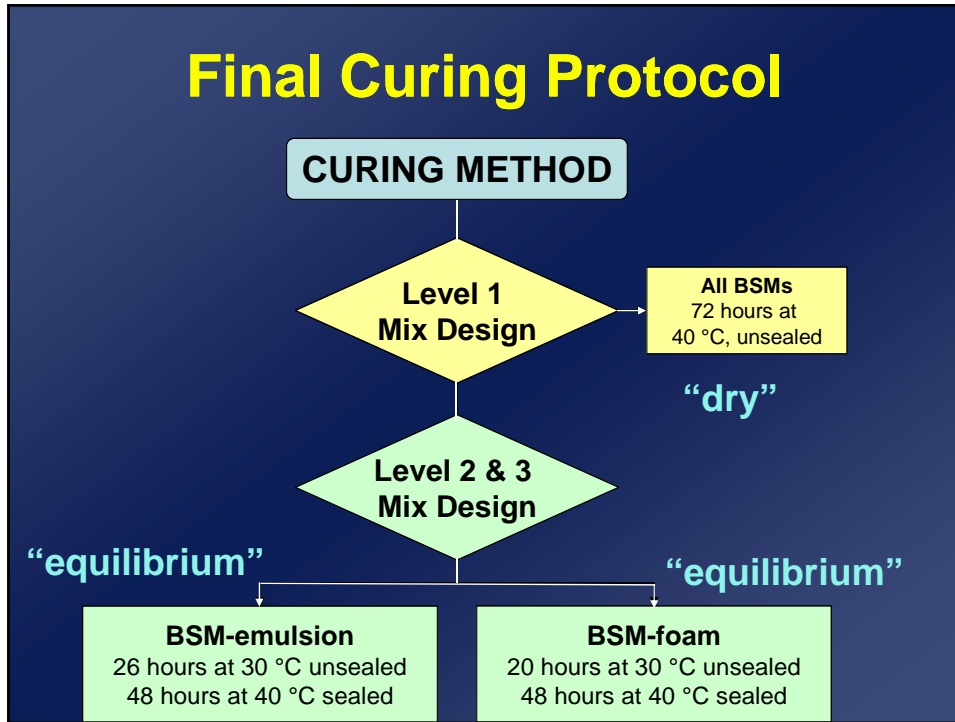 Final Curing Protocol
CURING METHOD
Level 1
Mix Design
All BSMs
72 hours at
40 °C, unsealed
“dry”
Level 2 & 3
Mix Design
“equilibrium”
“equilibrium”
BSM-emulsion
26 hours at 30 °C unsealed
48 hours at 40 °C sealed
BSM-foam
20 hours at 30 °C unsealed
48 hours at 40 °C sealed